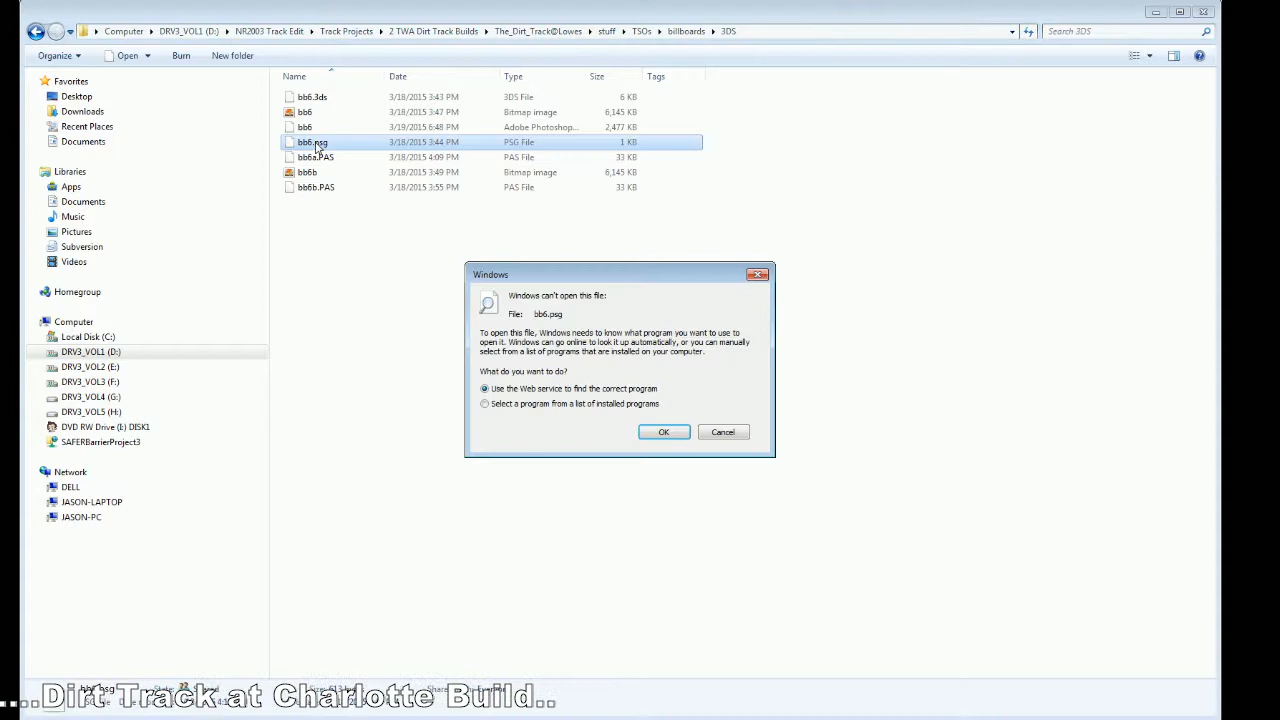 Computer ▸ DRV3_VOL1 (D:) ▸ NR2003 Track Edit ▸ Track Projects ▸ 2 TWA Dirt Track Builds ▸ The_Dirt_Track@Lowes ▸ stuff ▸ TSOs ▸ billboards ▸ 3DS
Search 3DS
Organize Open Burn New folder
Name Date Type Size Tags
bb6.3ds 3/18/2015 3:43 PM 3DS File 6 KB
bb6 3/18/2015 3:47 PM Bitmap image 6,145 KB
bb6 3/19/2015 6:48 PM Adobe Photoshop... 2,477 KB
bb6.psg 3/18/2015 3:44 PM PSG File 1 KB
bb6a.PAS 3/18/2015 4:09 PM PAS File 33 KB
bb6b 3/18/2015 3:49 PM Bitmap image 6,145 KB
bb6b.PAS 3/18/2015 3:55 PM PAS File 33 KB
Favorites
Desktop
Downloads
Recent Places
Documents
Libraries
Apps
Documents
Music
Pictures
Subversion
Videos
Homegroup
Computer
Local Disk (C:)
DRV3_VOL1 (D:)
DRV3_VOL2 (E:)
DRV3_VOL3 (F:)
DRV3_VOL4 (G:)
DRV3_VOL5 (H:)
DVD RW Drive (E:) DISK1
SAFERBarrierProject3
Network
DELL
JASON-LAPTOP
JASON-PC
Windows
Windows can't open this file:
File: bb6.psg
To open this file, Windows needs to know what program you want to use to
open it. Windows can go online to look it up automatically, or you can manually
select from a list of programs that are installed on your computer.
What do you want to do?
Use the Web service to find the correct program
Select a program from a list of installed programs
OK Cancel
....Dirt Track at Charlotte Build..